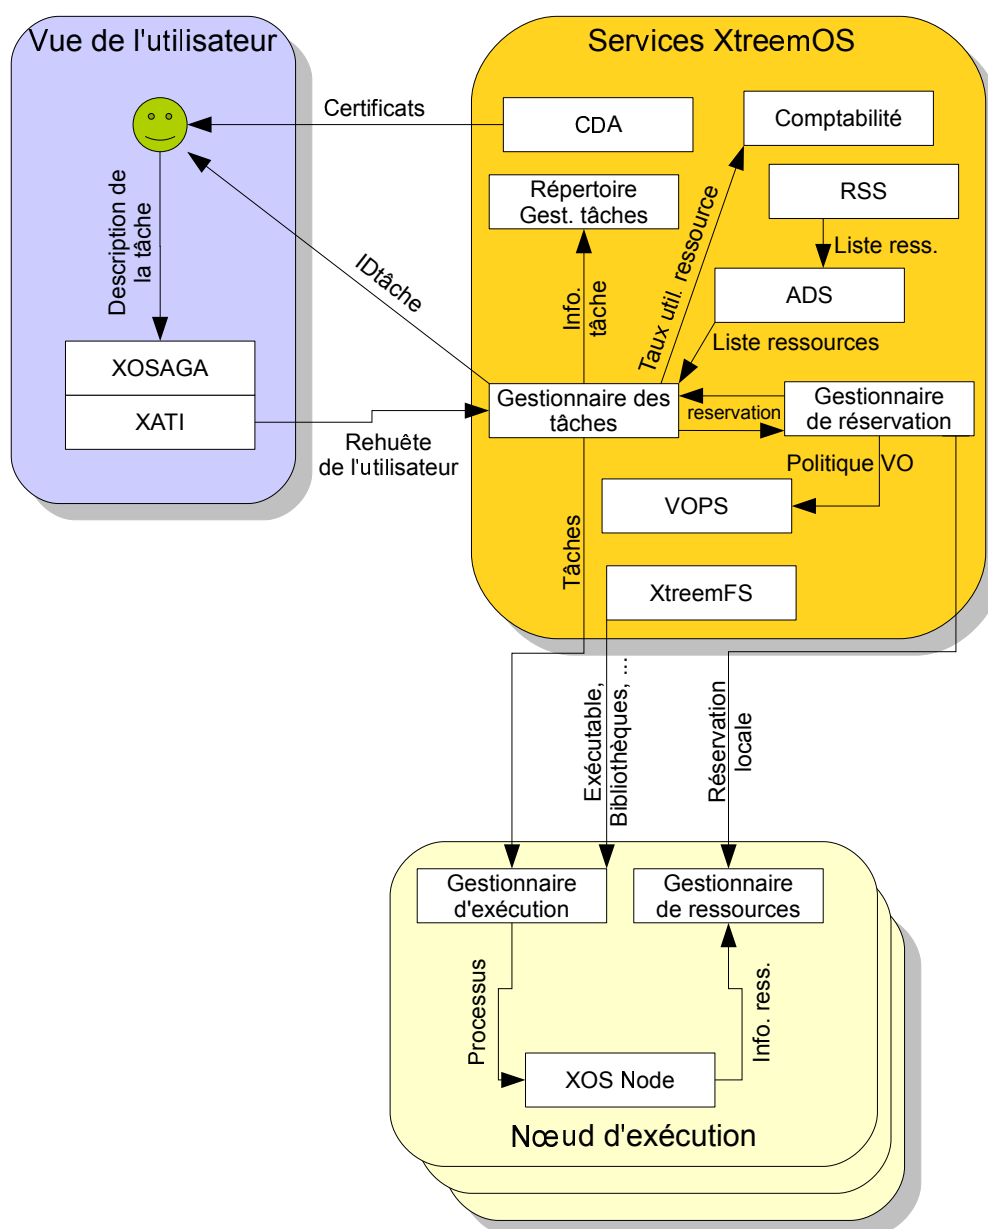 Vue de l'utilisateur
Services XtreemOS
Certificats
CDA
Comptabilité
Répertoire
Gest. tâches
RSS
Description de
la tâche
IDtâche
Info.
tâche
Taux util. ressource
Liste ress.
ADS
Liste ressources
XOSAGA
XATI
Rehuête
de l'utilisateur
Gestionnaire des
tâches
reservation
Gestionnaire
de réservation
Politique VO
VOPS
Tâches
XtreemFS
Exécutable,
Bibliothèques, ...
Réservation
locale
Gestionnaire
d'exécution
Gestionnaire
de ressources
Processus
Info. ress.
XOS Node
Nœud d'exécution